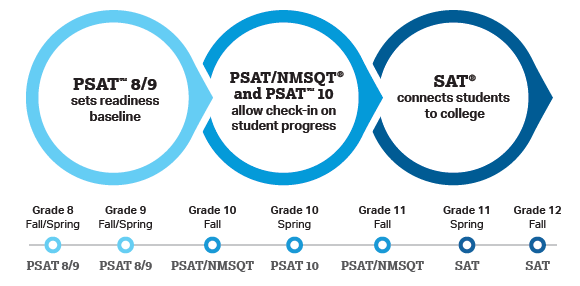 PSAT™ 8/9
sets readiness
baseline
PSAT/NMSQT®
and PSAT™ 10
allow check-in on
student progress
SAT®
connects students
to college
Grade 8
Fall/Spring
Grade 9
Fall/Spring
Grade 10
Fall
Grade 10
Spring
Grade 11
Fall
Grade 11
Spring
Grade 12
Fall
PSAT 8/9
PSAT 8/9
PSAT/NMSQT
PSAT 10
PSAT/NMSQT
SAT
SAT